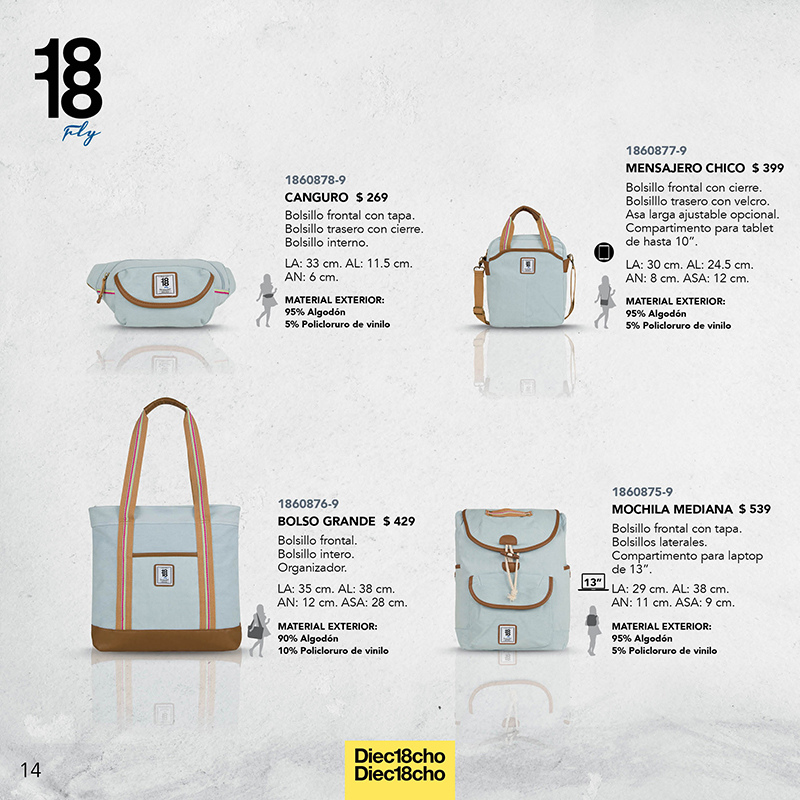 18
18
Fly
1860878-9
CANGURO $ 269
Bolsillo frontal con tapa.
Bolsillo trasero con cierre.
Bolsillo interno.
LA: 33 cm. AL: 11.5 cm.
AN: 6 cm.
MATERIAL EXTERIOR:
95% Algodón
5% Policloruro de vinilo
1860877-9
MENSAJERO CHICO $ 399
Bolsillo frontal con cierre.
Bolsilllo trasero con velcro.
Asa larga ajustable opcional.
Compartimento para tablet
de hasta 10”.
LA: 30 cm. AL: 24.5 cm.
AN: 8 cm. ASA: 12 cm.
MATERIAL EXTERIOR:
95% Algodón
5% Policloruro de vinilo
1860876-9
BOLSO GRANDE $ 429
Bolsillo frontal.
Bolsillo intero.
Organizador.
LA: 35 cm. AL: 38 cm.
AN: 12 cm. ASA: 28 cm.
MATERIAL EXTERIOR:
90% Algodón
10% Policloruro de vinilo
1860875-9
MOCHILA MEDIANA $ 539
Bolsillo frontal con tapa.
Bolsillos laterales.
Compartimento para laptop
de 13”.
13”
LA: 29 cm. AL: 38 cm.
AN: 11 cm. ASA: 9 cm.
MATERIAL EXTERIOR:
95% Algodón
5% Policloruro de vinilo
14
Diec18cho
Diec18cho